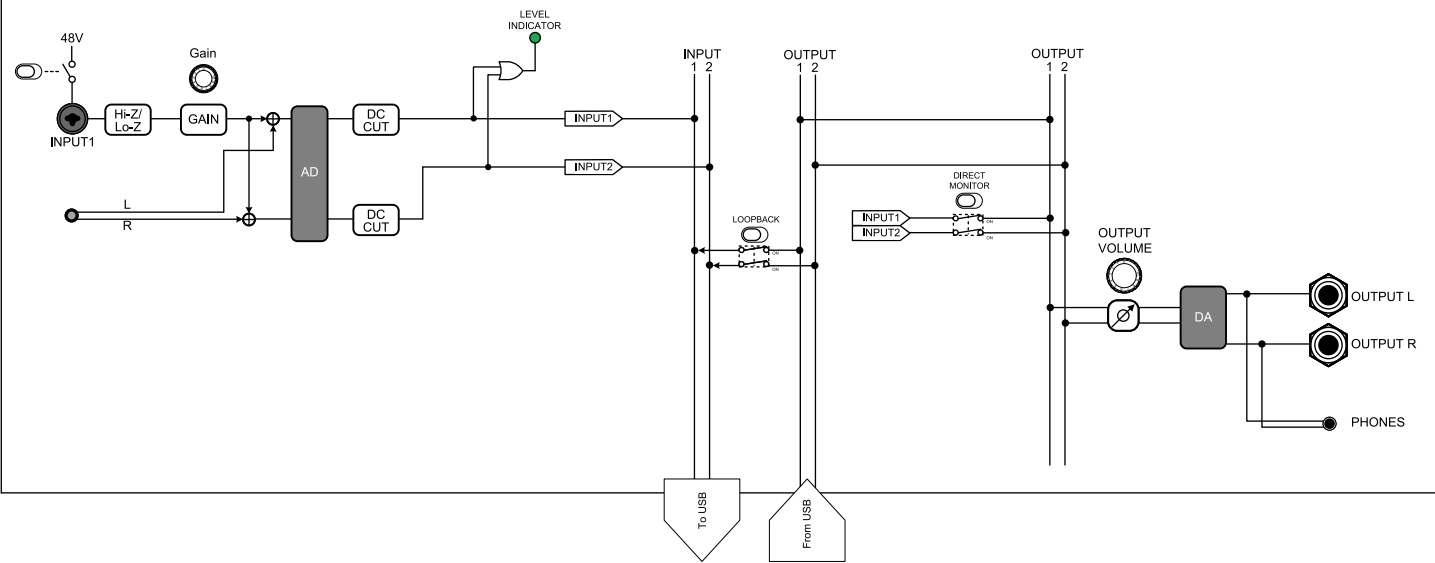 LEVEL
INDICATOR
48V
Gain
Hi-Z/
Lo-Z
GAIN
INPUT1
L
R
AD
DC
CUT
DC
CUT
INPUT1
INPUT2
INPUT
1 2
OUTPUT
1 2
OUTPUT
1 2
LOOPBACK
ON
ON
DIRECT
MONITOR
INPUT1
INPUT2
ON
ON
OUTPUT
VOLUME
DA
OUTPUT L
OUTPUT R
PHONES
To USB
From USB